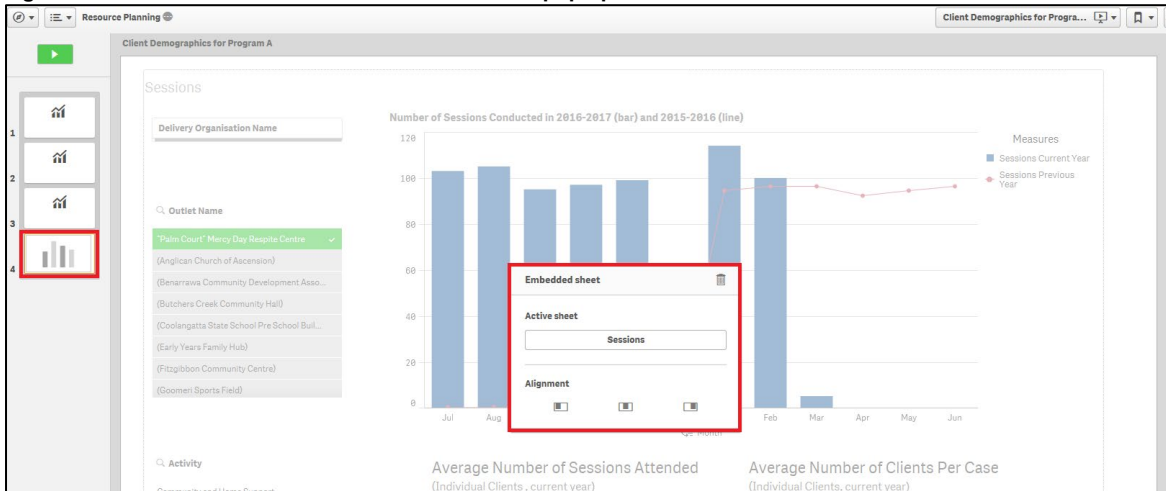 Resource Planning
Client Demographics for Progra...
Client Demographics for Program A
1
2
3
4
Sessions
Delivery Organisation Name
Outlet Name
"Palm Court" Mercy Day Respite Centre
(Anglican Church of Ascension)
(Benarrawa Community Development Asso...
(Butchers Creek Community Hall)
(Coolangatta State School Pre School Buil...
(Early Years Family Hub)
(Fitzgibbon Community Centre)
(Goomeri Sports Field)
Activity
Community and Home Support
Number of Sessions Conducted in 2016-2017 (bar) and 2015-2016 (line)
120
100
80
60
40
20
0
Jul
Aug
Feb
Mar
Apr
May
Jun
Measures
Sessions Current Year
Sessions Previous
Year
Embedded sheet
Active sheet
Sessions
Alignment
Average Number of Sessions Attended
(Individual Clients , current year)
Average Number of Clients Per Case
(Individual Clients, current year)